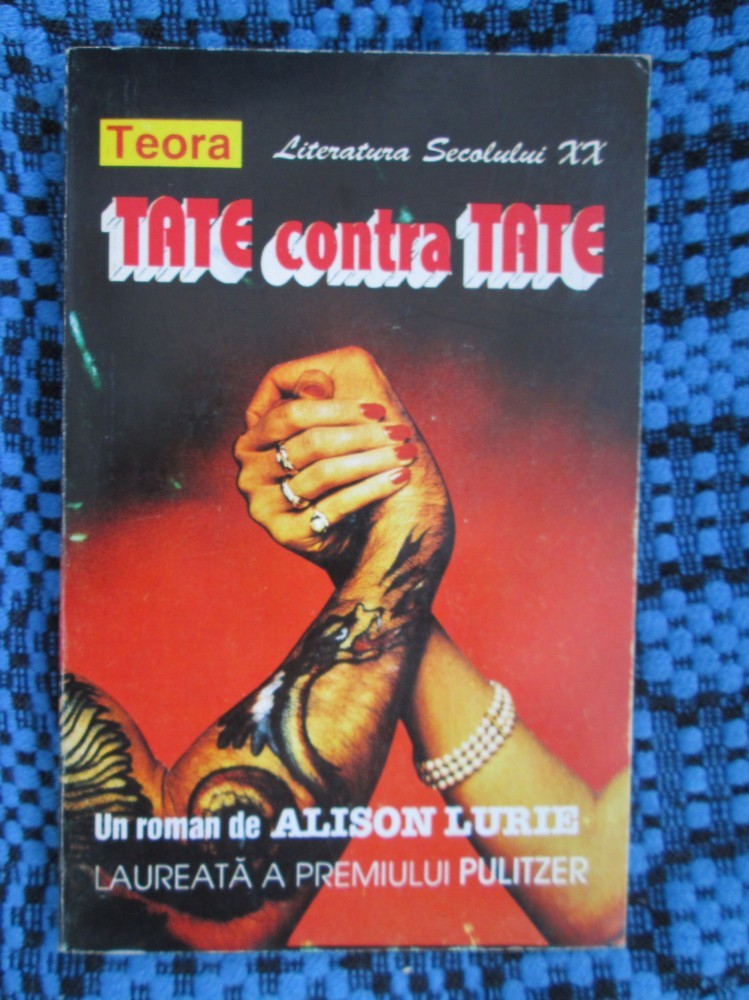 Teora
Literatura Secolului XX
TATE contra TATE
Un roman de ALISON LURIE
LAUREATĂ A PREMIULUI PULITZER